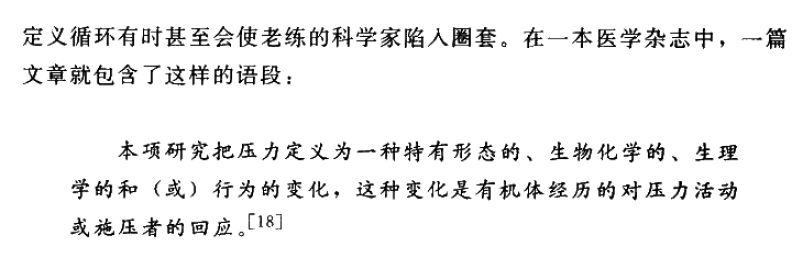 定义循环有时甚至会使老练的科学家陷入圈套。在一本医学杂志中，一篇
文章就包含了这样的语段：
本项研究把压力定义为一种特有形态的、生物化学的、生理
学的和（或）行为的变化，这种变化是有机体经历的对压力活动
或施压者的回应。[18]